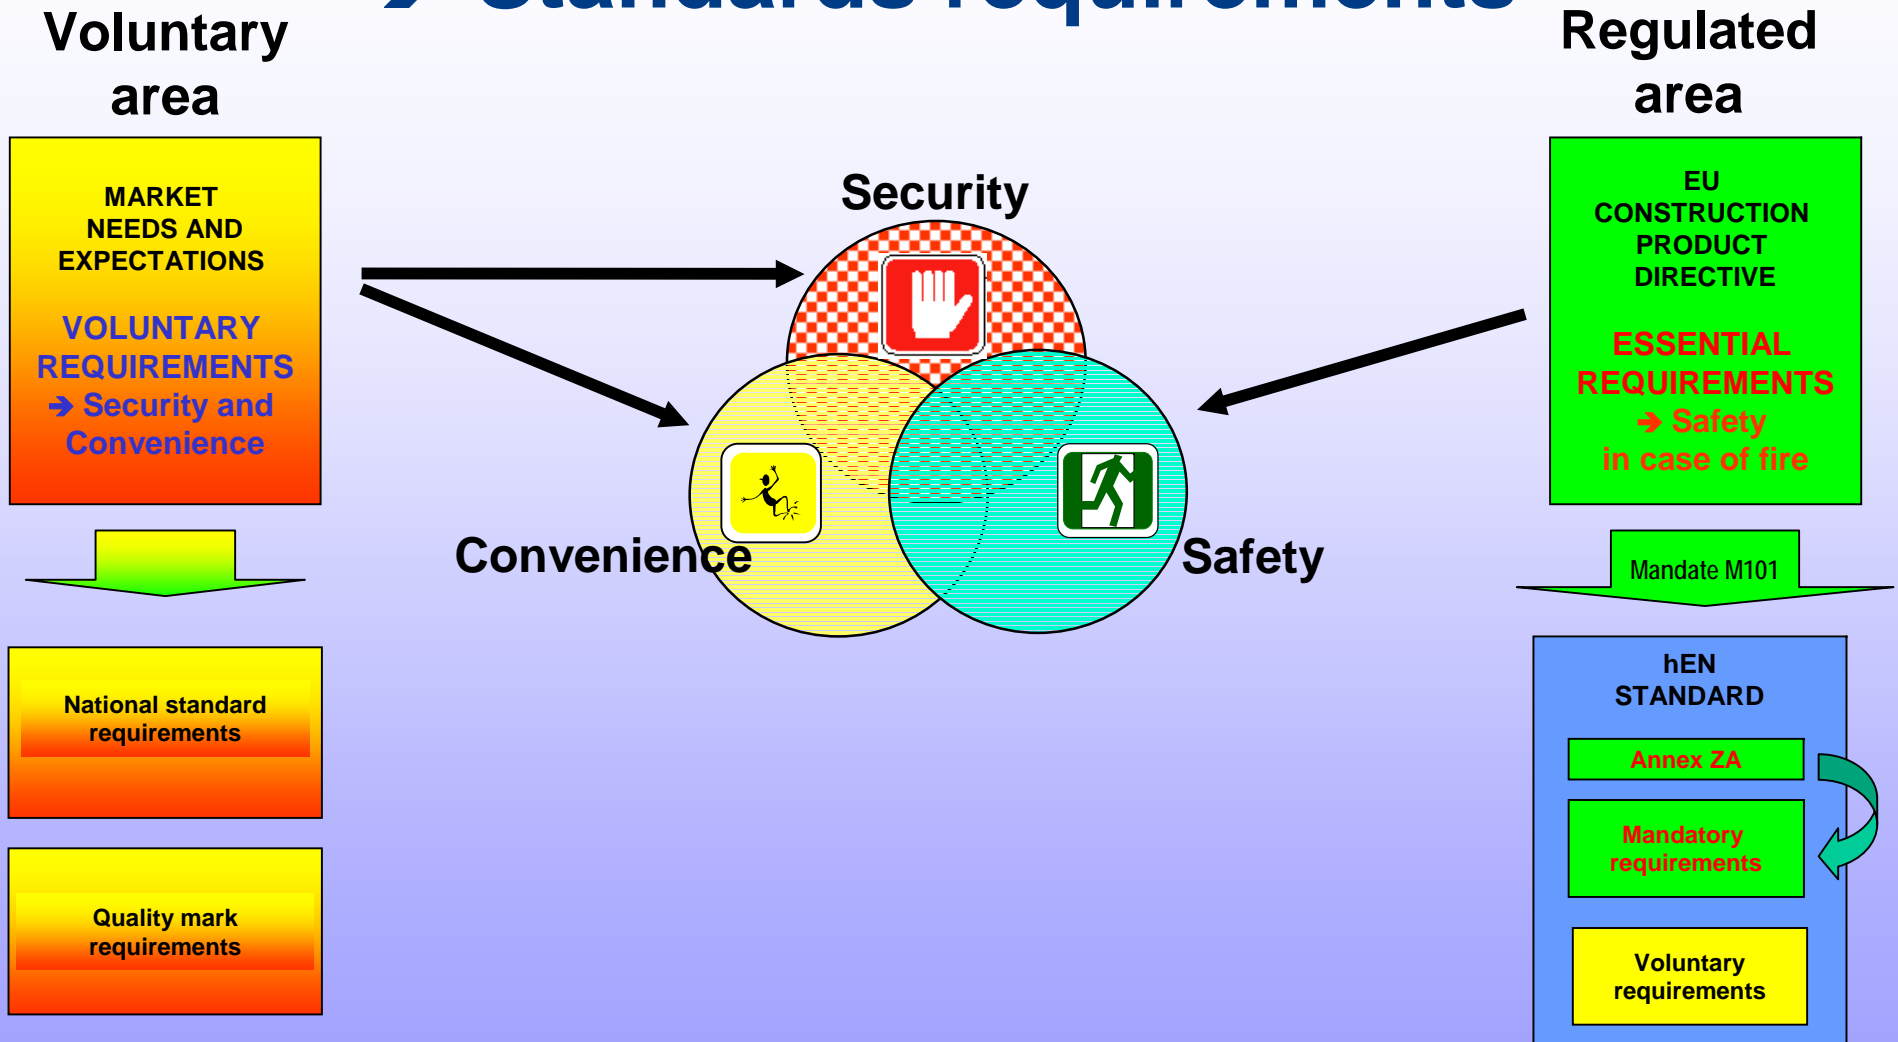 ➔ Standards requirements
Voluntary
area
MARKET
NEEDS AND
EXPECTATIONS
VOLUNTARY
REQUIREMENTS
➔ Security and
Convenience
National standard
requirements
Quality mark
requirements
Security
Convenience
Safety
Regulated
area
EU
CONSTRUCTION
PRODUCT
DIRECTIVE
ESSENTIAL
REQUIREMENTS
➔ Safety
in case of fire
Mandate M101
hEN
STANDARD
Annex ZA
Mandatory
requirements
Voluntary
requirements